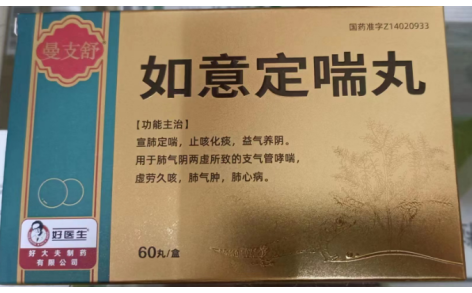 国药准字Z14020933
曼支舒
如意定喘丸
【功能主治】
宣肺定喘，止咳化痰，益气养阴。
用于肺气阴两虚所致的支气管哮喘，
虚劳久咳，肺气肿，肺心病。
好医生
好大夫制药
有限公司
60丸/盒